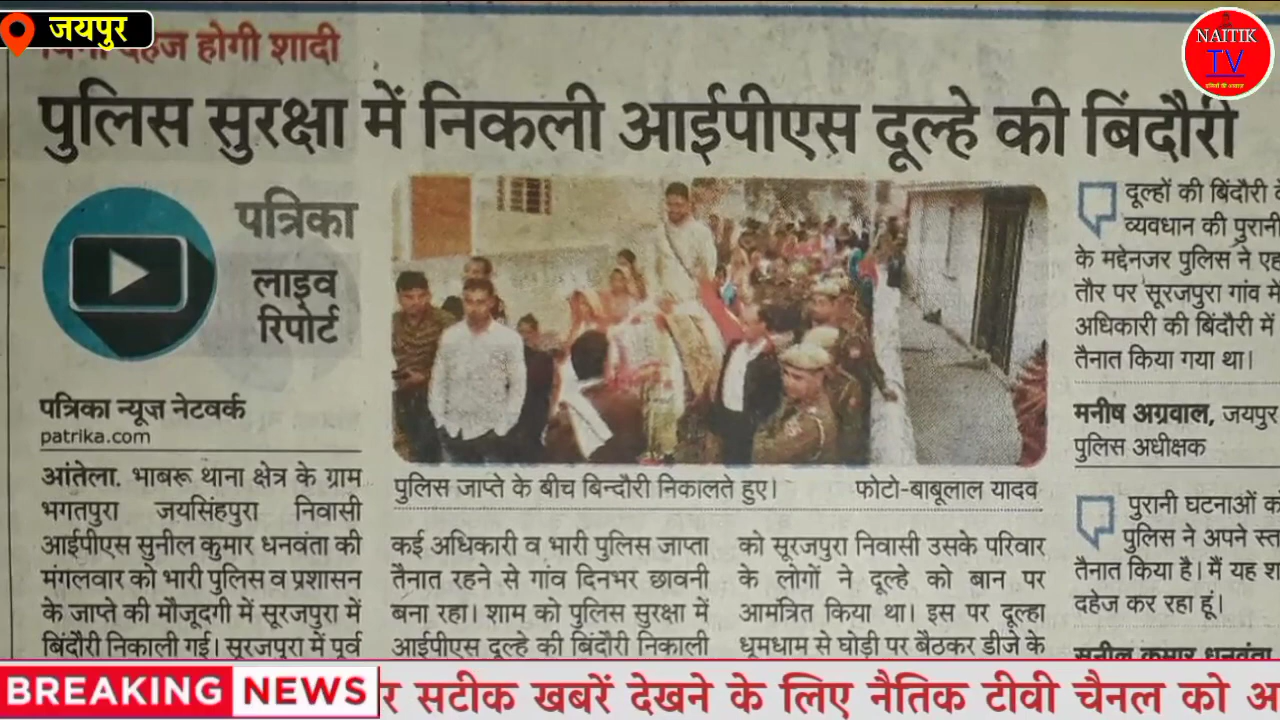 जयपुर
NAITIK
TV
दहेज होगी शादी
पुलिस सुरक्षा में निकली आईपीएस दूल्हे की बिंदौरी
पत्रिका
लाइव
रिपोर्ट
पत्रिका न्यूज़ नेटवर्क
patrika.com
आंतेला. भाबरू थाना क्षेत्र के ग्राम
भगतपुरा जयसिंहपुरा निवासी
आईपीएस सुनील कुमार धनवंता की
मंगलवार को भारी पुलिस व प्रशासन
के जाप्ते की मौजूदगी में सूरजपुरा में
बिंदौरी निकाली गई। सूरजपुरा में पूर्व
पुलिस जाप्ते के बीच बिन्दौरी निकालते हुए। फोटो-बाबूलाल यादव
कई अधिकारी व भारी पुलिस जाप्ता
तैनात रहने से गांव दिनभर छावनी
बना रहा। शाम को पुलिस सुरक्षा में
आईपीएस दूल्हे की बिंदौरी निकाली
को सूरजपुरा निवासी उसके परिवार
के लोगों ने दूल्हे को बान पर
आमंत्रित किया था। इस पर दूल्हा
धूमधाम से घोड़ी पर बैठकर डीजे के
दूल्हों की बिंदौरी
व्यवधान की पुरानी
के मद्देनजर पुलिस ने
तौर पर सूरजपुरा गांव में
अधिकारी की बिंदौरी में
तैनात किया गया था।
मनीष अग्रवाल, जयपुर
पुलिस अधीक्षक
पुरानी घटनाओं
पुलिस ने अपने
तैनात किया है। मैं यह
दहेज कर रहा हूं।
सुनील कुमार धनवंता
BREAKING NEWS
र सटीक खबरें देखने के लिए नैतिक टीवी चैनल को अ